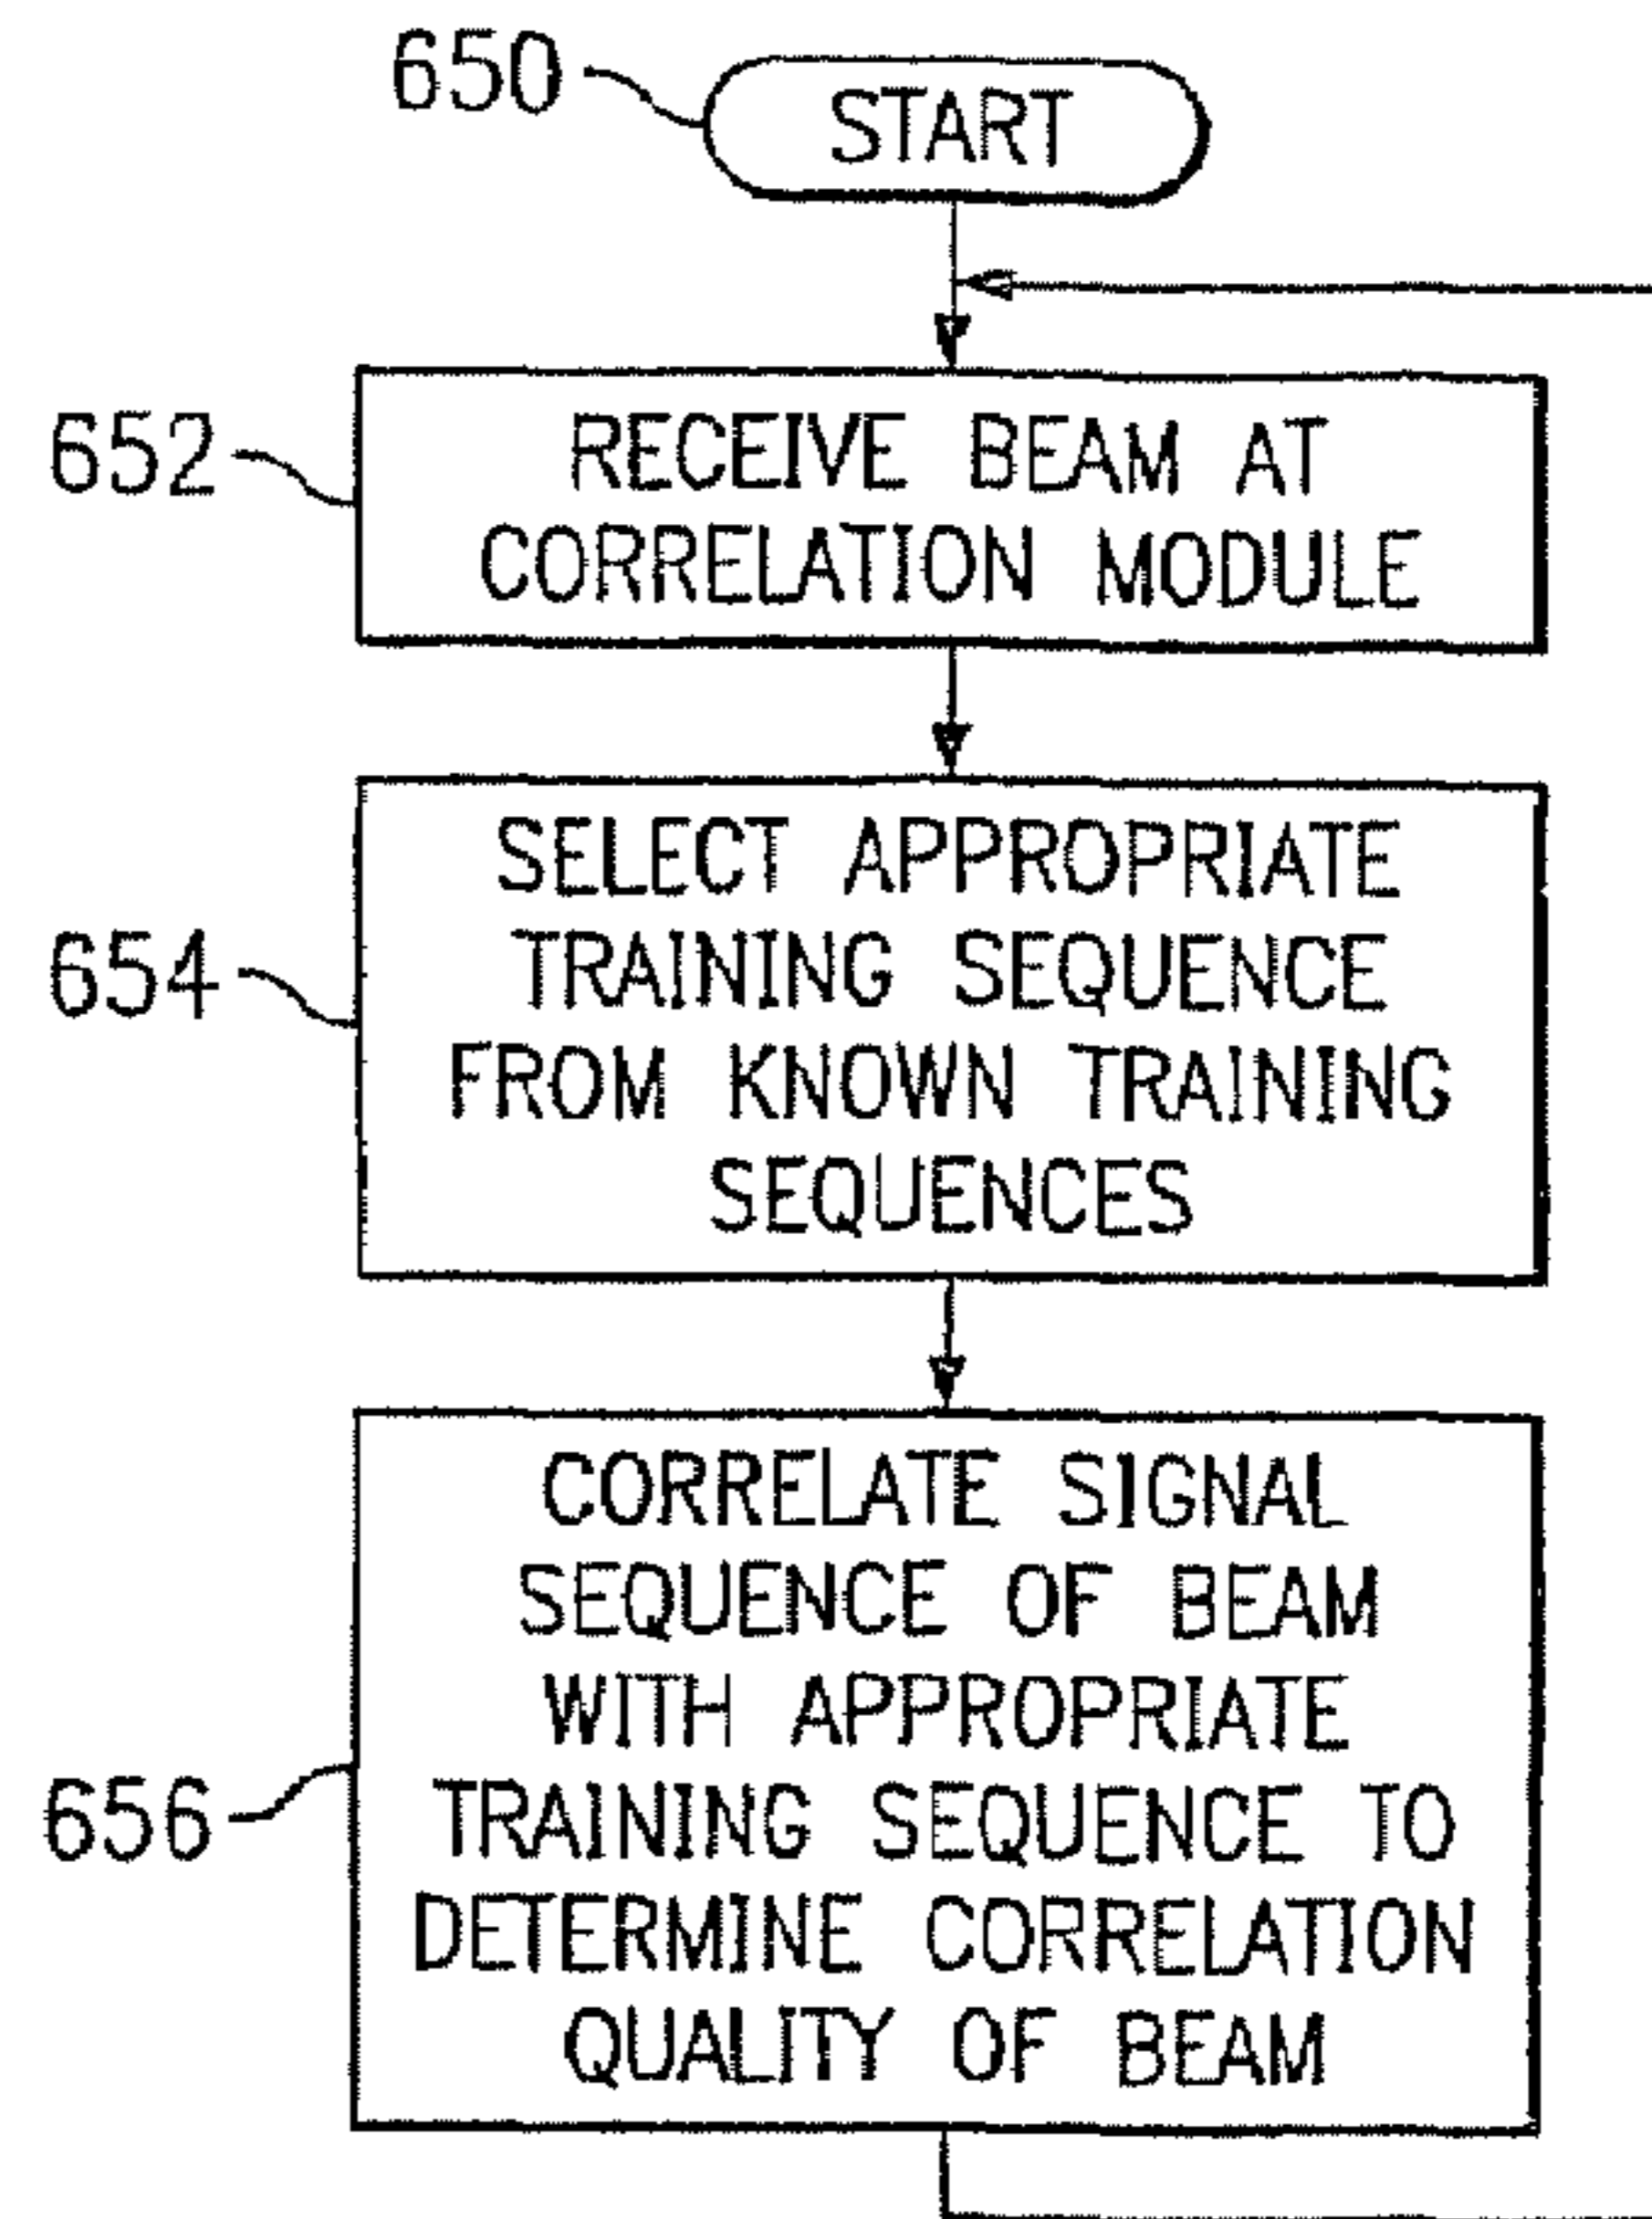 650
START
652
RECEIVE BEAM AT
CORRELATION MODULE
654
SELECT APPROPRIATE
TRAINING SEQUENCE
FROM KNOWN TRAINING
SEQUENCES
656
CORRELATE SIGNAL
SEQUENCE OF BEAM
WITH APPROPRIATE
TRAINING SEQUENCE TO
DETERMINE CORRELATION
QUALITY OF BEAM